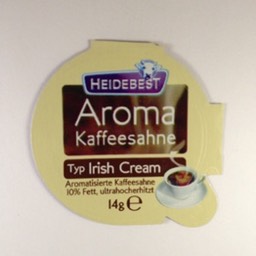 HEIDEBEST
Aroma
Kaffeesahne
Typ Irish Cream
Aromatisierte Kaffeesahne
10% Fett, ultrahocherhitzt
14g ℮